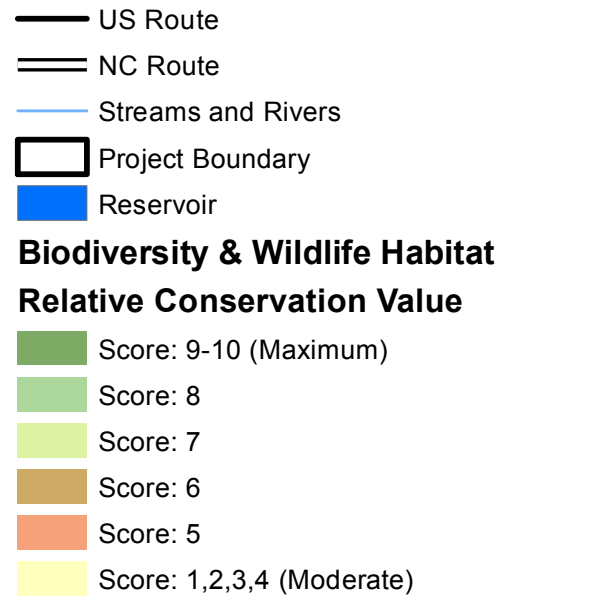 US Route
NC Route
Streams and Rivers
Project Boundary
Reservoir
Biodiversity & Wildlife Habitat
Relative Conservation Value
Score: 9-10 (Maximum)
Score: 8
Score: 7
Score: 6
Score: 5
Score: 1,2,3,4 (Moderate)